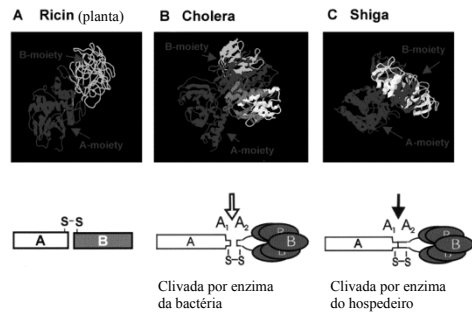 A Ricin (planta)
B Cholera
C Shiga
B-moiety
A-moiety
B-moiety
A-moiety
B-moiety
A-moiety
S-S
A B
A₁ A₂
A
B
B
S-S
Clivada por enzima
da bactéria
A₁ A₂
A
B
B
S-S
Clivada por enzima
do hospedeiro